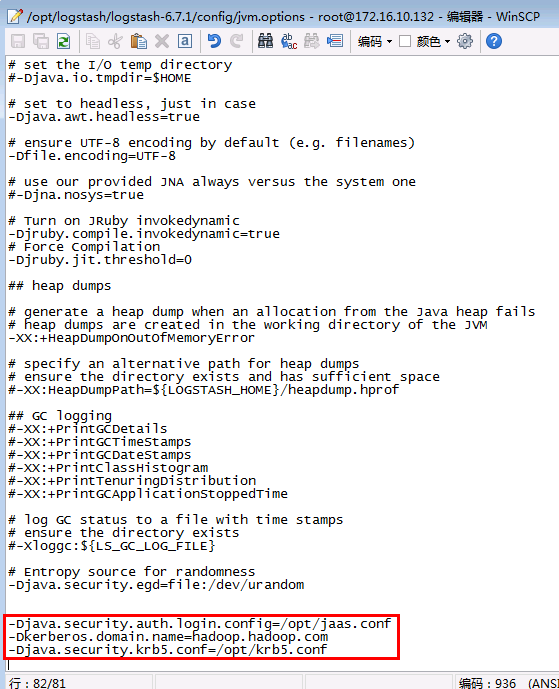 /opt/logstash/logstash-6.7.1/config/jvm.options - root@172.16.10.132 - 编辑器 - WinSCP
编码 颜色
# set the I/O temp directory
#-Djava.io.tmpdir=$HOME
# set to headless, just in case
-Djava.awt.headless=true
# ensure UTF-8 encoding by default (e.g. filenames)
-Dfile.encoding=UTF-8
# use our provided JNA always versus the system one
#-Djna.nosys=true
# Turn on JRuby invokedynamic
-Djruby.compile.invokedynamic=true
# Force Compilation
-Djruby.jit.threshold=0
## heap dumps
# generate a heap dump when an allocation from the Java heap fails
# heap dumps are created in the working directory of the JVM
-XX:+HeapDumpOnOutOfMemoryError
# specify an alternative path for heap dumps
# ensure the directory exists and has sufficient space
#-XX:HeapDumpPath=${LOGSTASH_HOME}/heapdump.hprof
## GC logging
#-XX:+PrintGCDetails
#-XX:+PrintGCTimeStamps
#-XX:+PrintGCDateStamps
#-XX:+PrintClassHistogram
#-XX:+PrintTenuringDistribution
#-XX:+PrintGCApplicationStoppedTime
# log GC status to a file with time stamps
# ensure the directory exists
#-Xloggc:${LS_GC_LOG_FILE}
# Entropy source for randomness
-Djava.security.egd=file:/dev/urandom
-Djava.security.auth.login.config=/opt/jaas.conf
-Dkerberos.domain.name=hadoop.hadoop.com
-Djava.security.krb5.conf=/opt/krb5.conf
行: 82/81 编码: 936 (ANSI